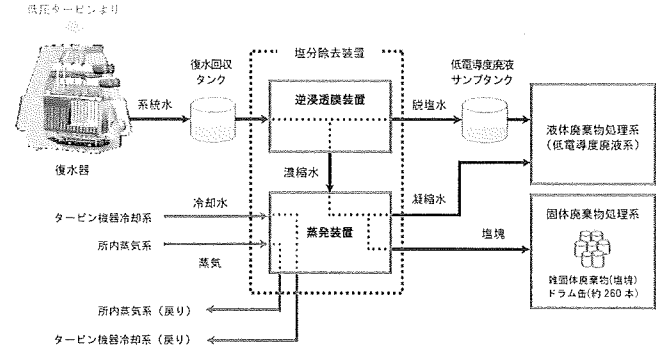 低圧タービンより
復水器
系統水
復水回収
タンク
塩分除去装置
逆浸透膜装置
脱塩水
低電導度廃液
サンプタンク
液体廃棄物処理系
(低電導度廃液系)
濃縮水
冷却水
タービン機器冷却系
蒸発装置
凝縮水
所内蒸気系
蒸気
塩塊
固体廃棄物処理系
雑固体廃棄物(塩塊)
ドラム缶(約260本)
所内蒸気系(戻り)
タービン機器冷却系(戻り)